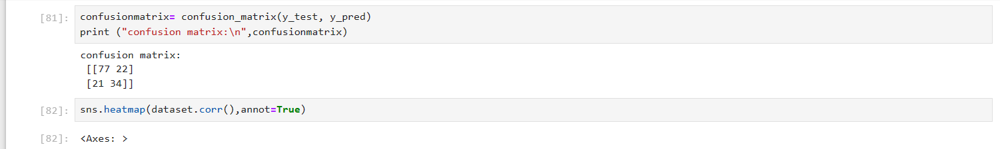 [81]: confusionmatrix= confusion_matrix(y_test, y_pred)
print ("confusion matrix:\n",confusionmatrix)
confusion matrix:
[[77 22]
[21 34]]
[82]: sns.heatmap(dataset.corr(),annot=True)
[82]: <Axes: >